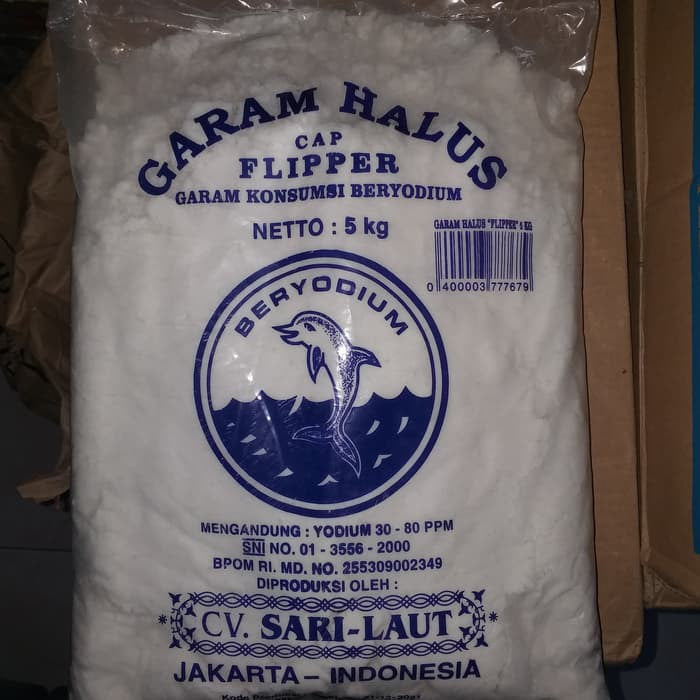 GARAM HALUS
CAP
FLIPPER
GARAM KONSUMSI BERYODIUM
NETTO : 5 kg
GARAM HALUS "FLIPPER" 5 KG
0 400003 777679
BERYODIUM
MENGANDUNG : YODIUM 30 - 80 PPM
SNI NO. 01 - 3556 - 2000
BPOM RI. MD. NO. 255309002349
DIPRODUKSI OLEH :
* CV. SARI-LAUT *
JAKARTA – INDONESIA
Kode